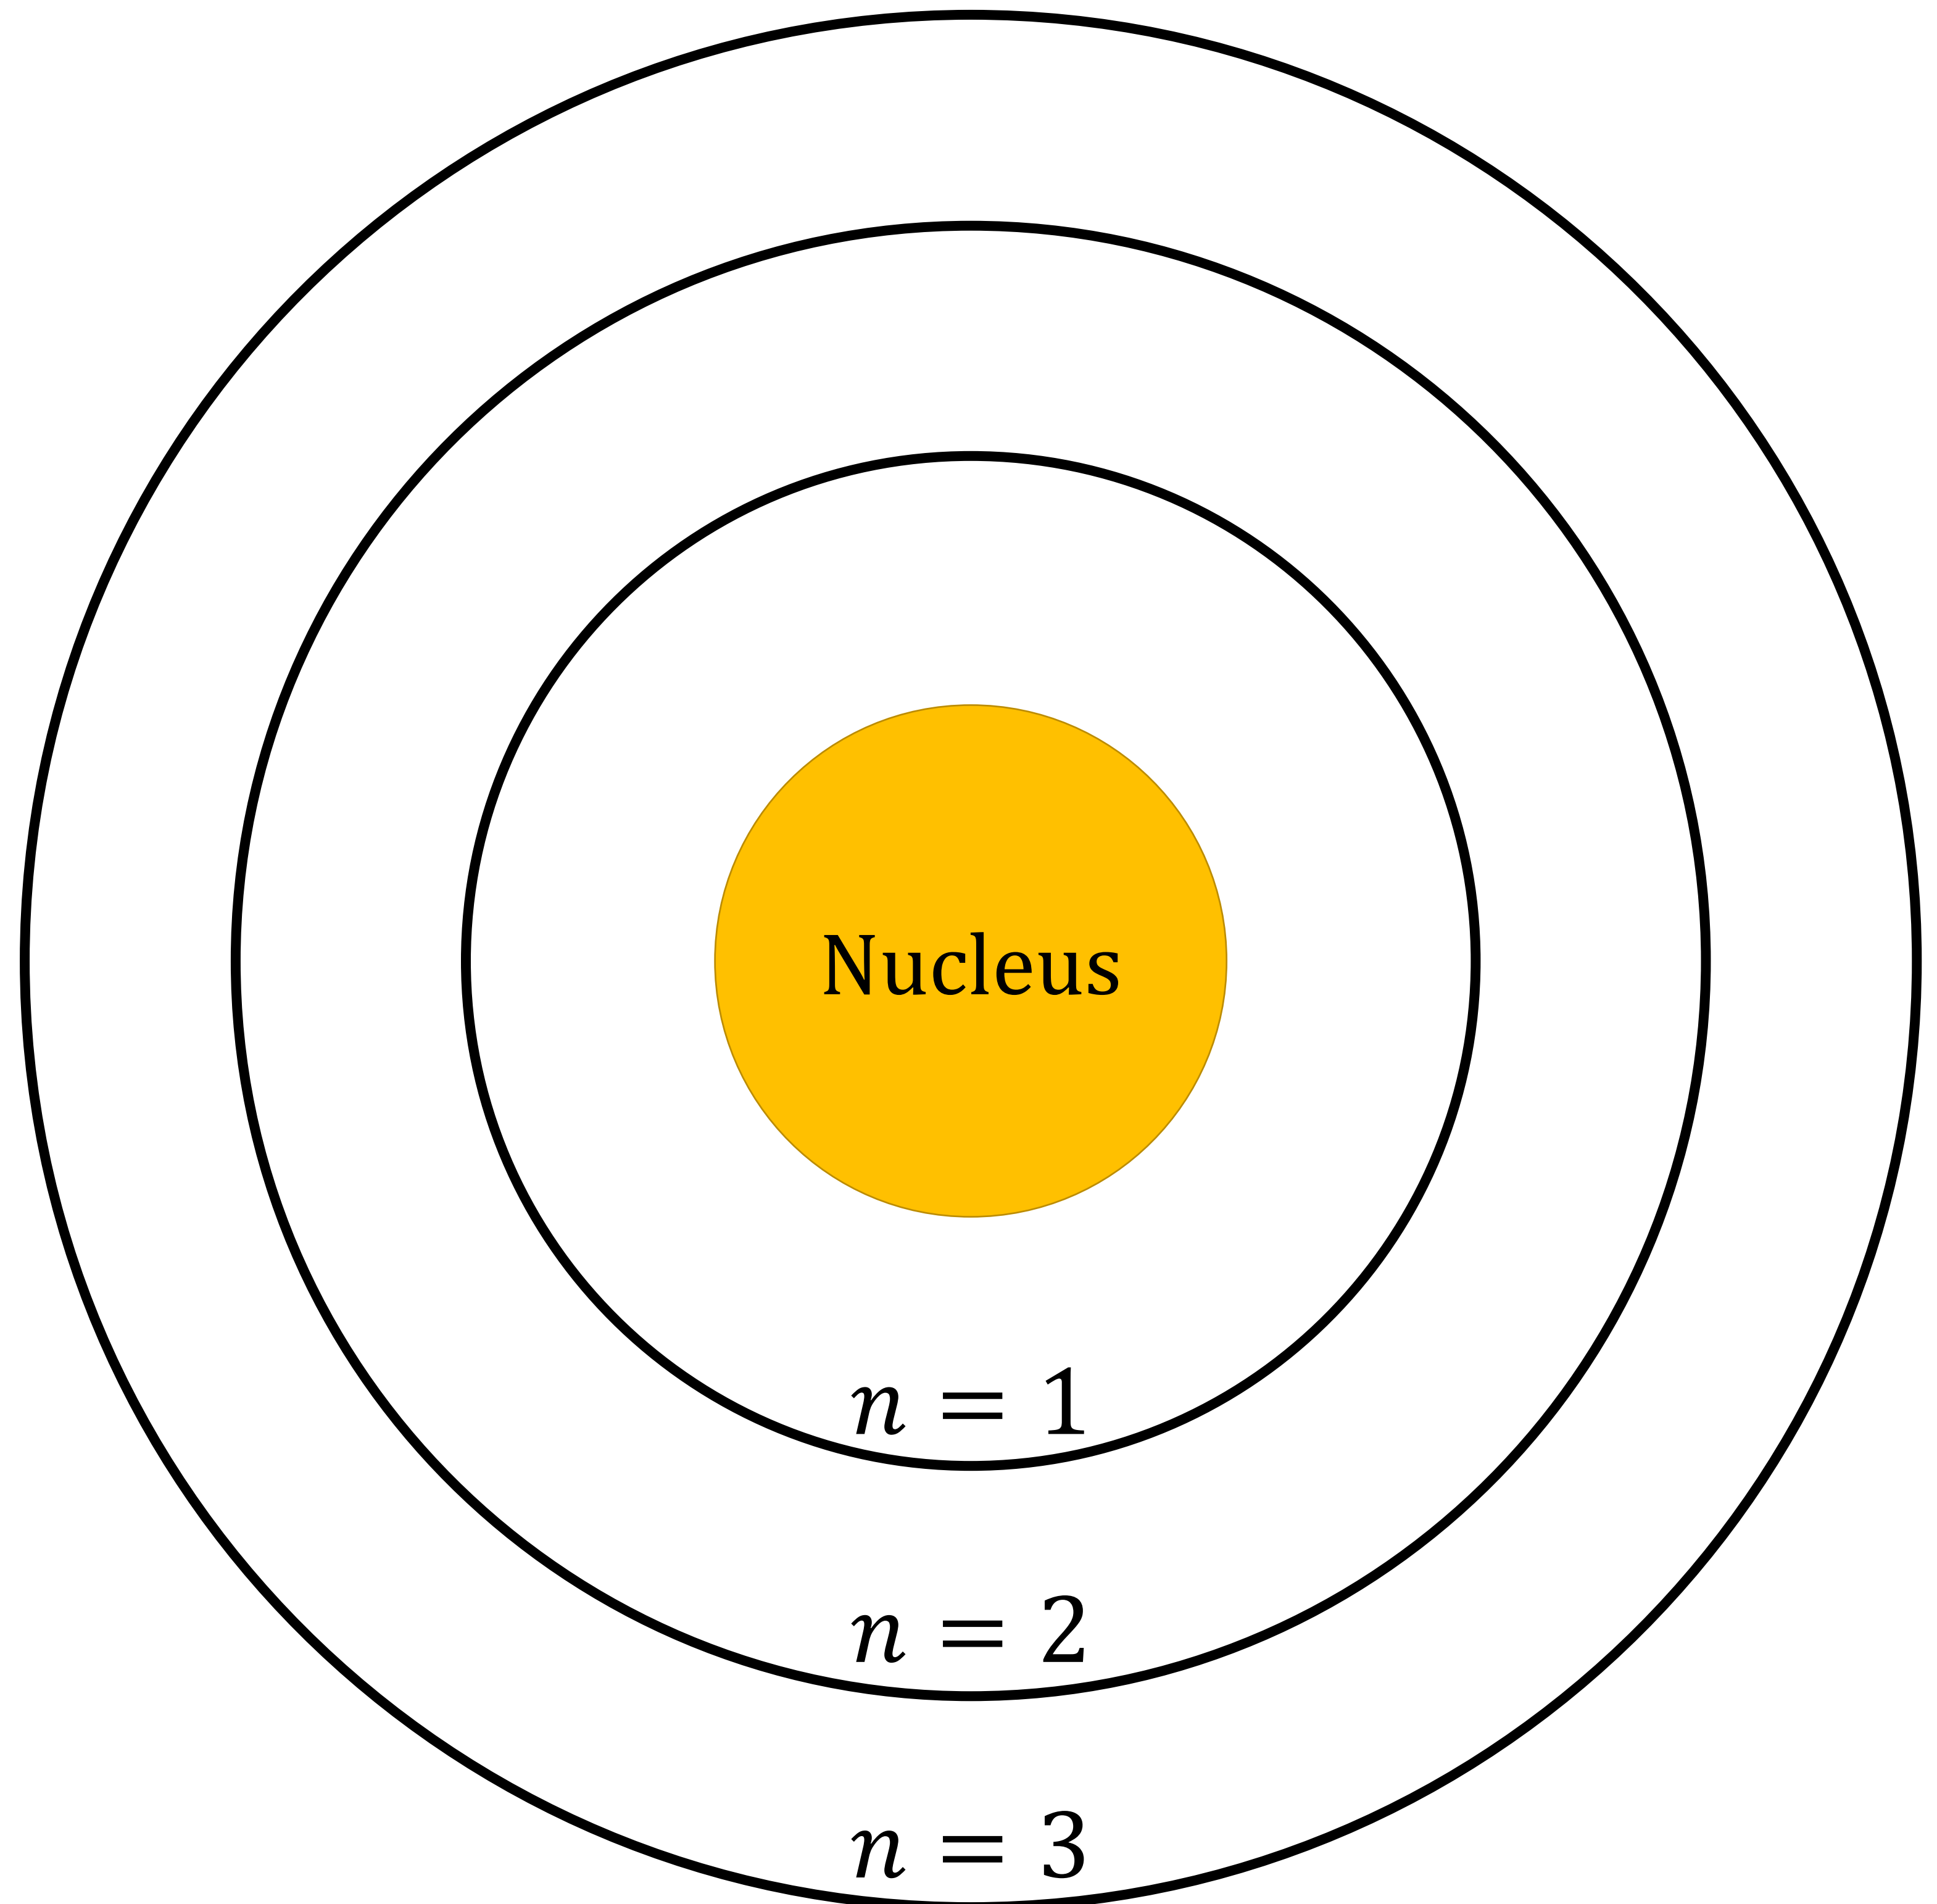 Nucleus
n = 1
n = 2
n = 3